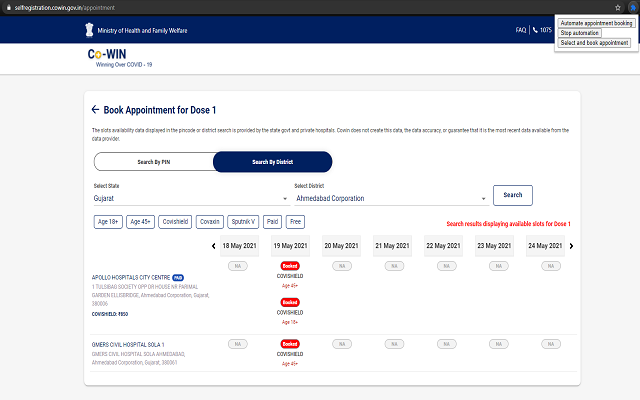 selfregistration.cowin.gov.in/appointment
Automate appointment booking
Stop automation
Select and book appointment
Ministry of Health and Family Welfare
FAQ
1075
Co-WIN
Winning Over COVID - 19
Book Appointment for Dose 1
The slots availability data displayed in the pincode or district search is provided by the state govt and private hospitals. Cowin does not create this data, the data accuracy, or guarantee that it is the most recent data available from the
data provider.
Search By PIN
Search By District
Select State
Select District
Gujarat
Ahmedabad Corporation
Search
Age 18+
Age 45+
Covishield
Covaxin
Sputnik V
Paid
Free
Search results displaying available slots for Dose 1
18 May 2021
19 May 2021
20 May 2021
21 May 2021
22 May 2021
23 May 2021
24 May 2021
APOLLO HOSPITALS CITY CENTRE Paid
1 TULSIBAG SOCIETY OPP DR HOUSE NR PARIMAL
GARDEN ELLISBRIDGE, Ahmedabad Corporation, Gujarat,
380006
COVISHIELD: ₹850
NA
Booked
COVISHIELD
Age 45+
Booked
COVISHIELD
Age 18+
NA
NA
NA
NA
NA
GMERS CIVIL HOSPITAL SOLA 1
GMERS CIVIL HOSPITAL SOLA AHMEDABAD,
Ahmedabad Corporation, Gujarat, 380061
NA
Booked
COVISHIELD
Age 45+
NA
NA
NA
NA
NA